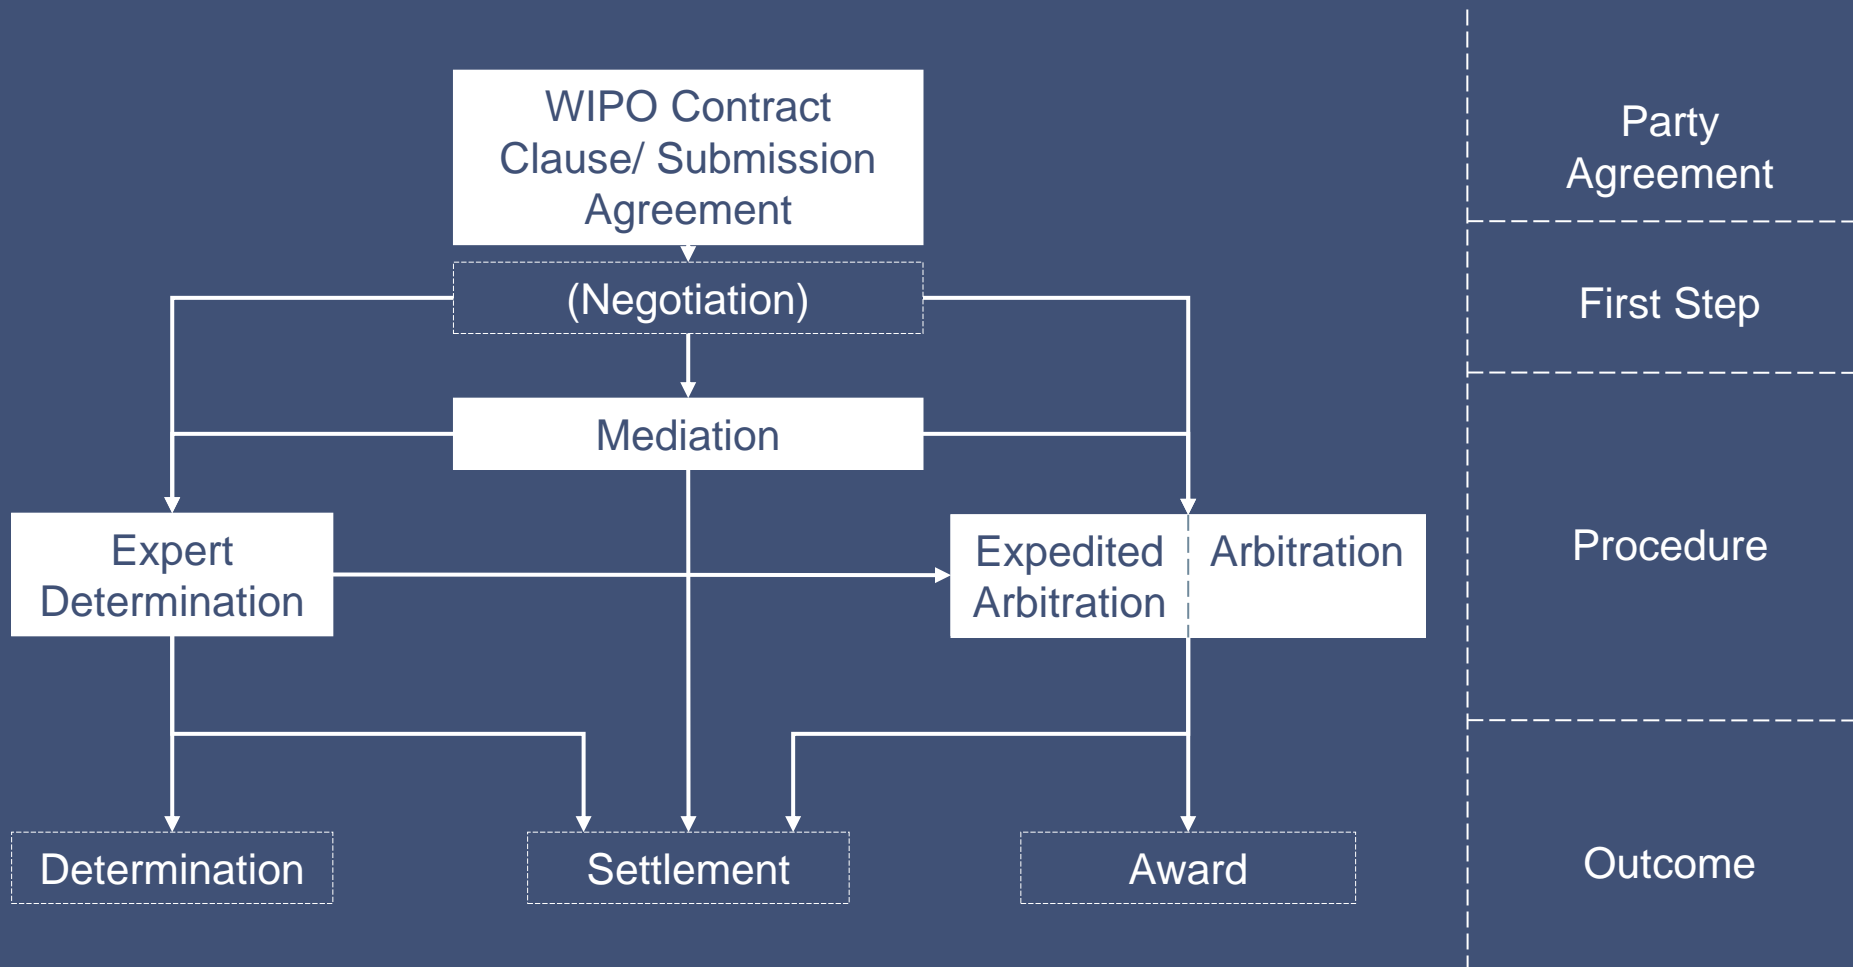 WIPO Contract
Clause/ Submission
Agreement
Party
Agreement
(Negotiation)
First Step
Mediation
Expert
Determination
Expedited
Arbitration
Arbitration
Procedure
Determination
Settlement
Award
Outcome